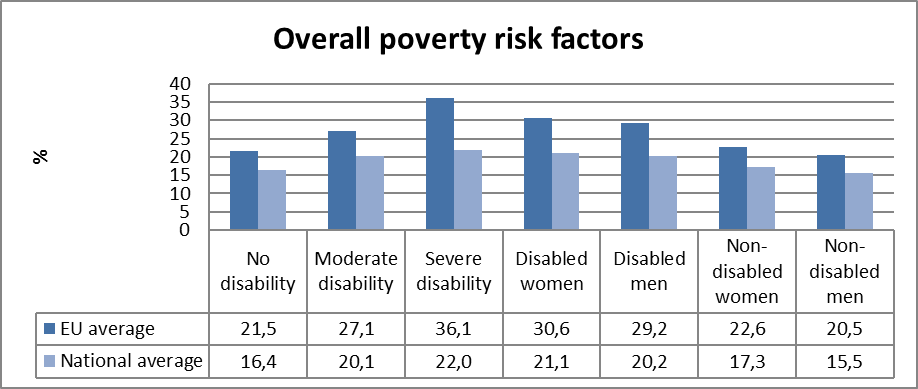 Overall poverty risk factors
%
40
35
30
25
20
15
10
5
0
No disability
Moderate disability
Severe disability
Disabled women
Disabled men
Non-disabled women
Non-disabled men
EU average 21,5 27,1 36,1 30,6 29,2 22,6 20,5
National average 16,4 20,1 22,0 21,1 20,2 17,3 15,5